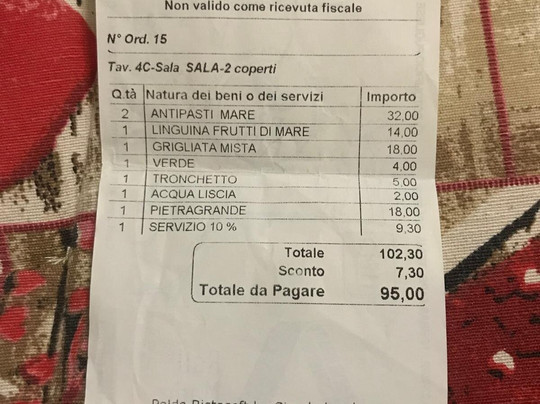 Non valido come ricevuta fiscale
N° Ord. 15
Tav. 4C-Sala SALA-2 coperti
Q.tà Natura dei beni o dei servizi Importo
2 ANTIPASTI MARE 32,00
1 LINGUINA FRUTTI DI MARE 14,00
1 GRIGLIATA MISTA 18,00
1 VERDE 4,00
1 TRONCHETTO 5,00
1 ACQUA LISCIA 2,00
1 PIETRAGRANDE 18,00
1 SERVIZIO 10 % 9,30
Totale 102,30
Sconto 7,30
Totale da Pagare 95,00